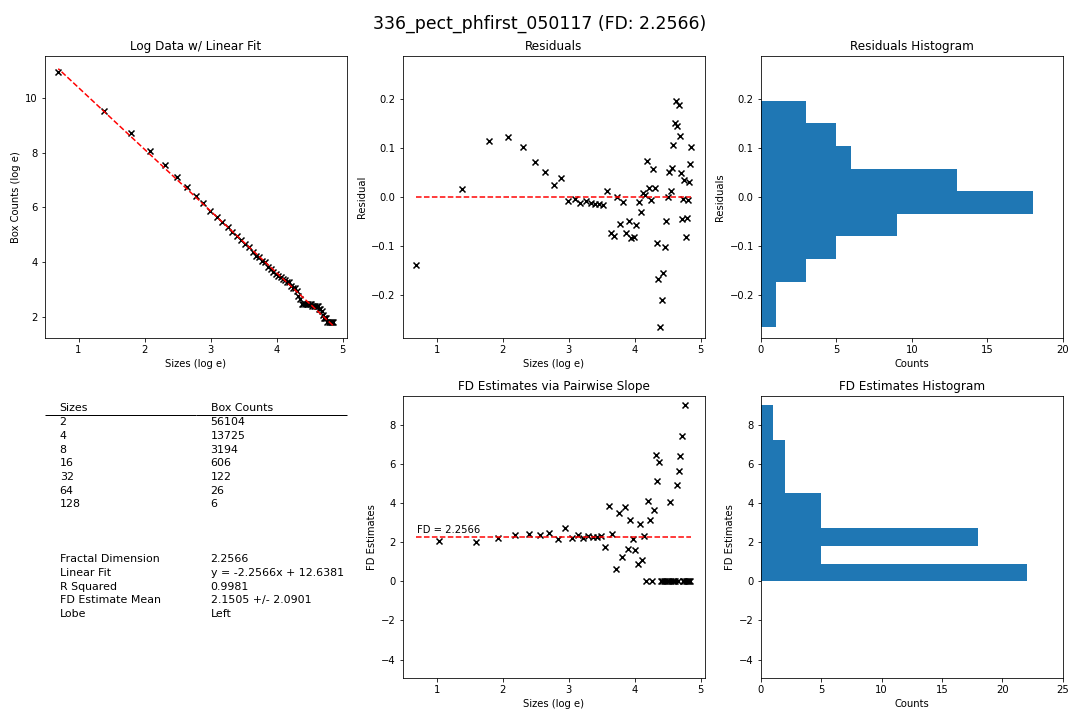 336_pect_phfirst_050117 (FD: 2.2566)
Log Data w/ Linear Fit
Box Counts (log e)
10
8
6
4
2
1 2 3 4 5
Sizes (log e)
Residuals
Residual
0.2
0.1
0.0
−0.1
−0.2
1 2 3 4 5
Sizes (log e)
Residuals Histogram
Residuals
0.2
0.1
0.0
−0.1
−0.2
0 5 10 15 20
Counts
Sizes Box Counts
2 56104
4 13725
8 3194
16 606
32 122
64 26
128 6
Fractal Dimension 2.2566
Linear Fit y = -2.2566x + 12.6381
R Squared 0.9981
FD Estimate Mean 2.1505 +/- 2.0901
Lobe Left
FD Estimates via Pairwise Slope
FD Estimates
8
6
4
2
0
−2
−4
FD = 2.2566
1 2 3 4 5
Sizes (log e)
FD Estimates Histogram
FD Estimates
8
6
4
2
0
−2
−4
0 5 10 15 20 25
Counts